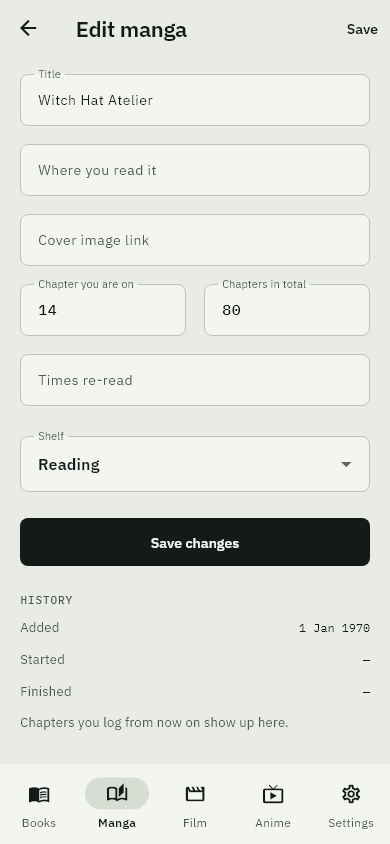 Edit manga
Save
Title
Witch Hat Atelier
Where you read it
Cover image link
Chapter you are on
14
Chapters in total
80
Times re-read
Shelf
Reading
Save changes
HISTORY
Added
1 Jan 1970
Started
—
Finished
—
Chapters you log from now on show up here.
Books
Manga
Film
Anime
Settings